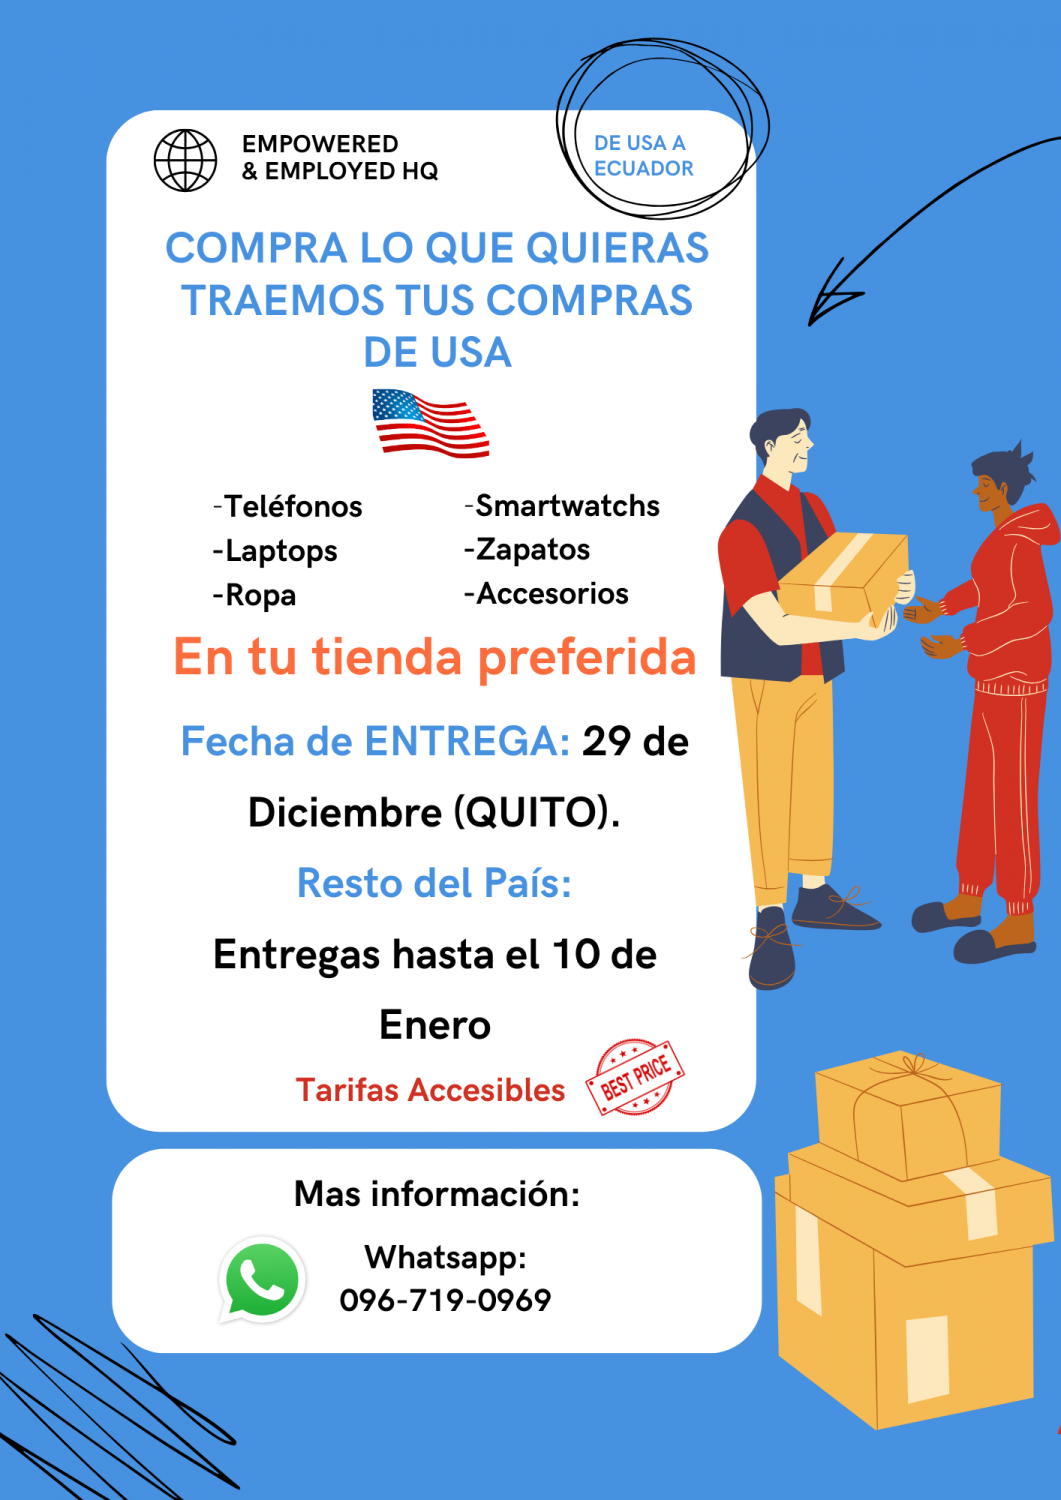 EMPOWERED
& EMPLOYED HQ
DE USA A
ECUADOR
COMPRA LO QUE QUIERAS
TRAEMOS TUS COMPRAS
DE USA
-Teléfonos
-Laptops
-Ropa
-Smartwatchs
-Zapatos
-Accesorios
En tu tienda preferida
Fecha de ENTREGA: 29 de
Diciembre (QUITO).
Resto del País:
Entregas hasta el 10 de
Enero
Tarifas Accesibles
BEST PRICE
Mas información:
Whatsapp:
096-719-0969